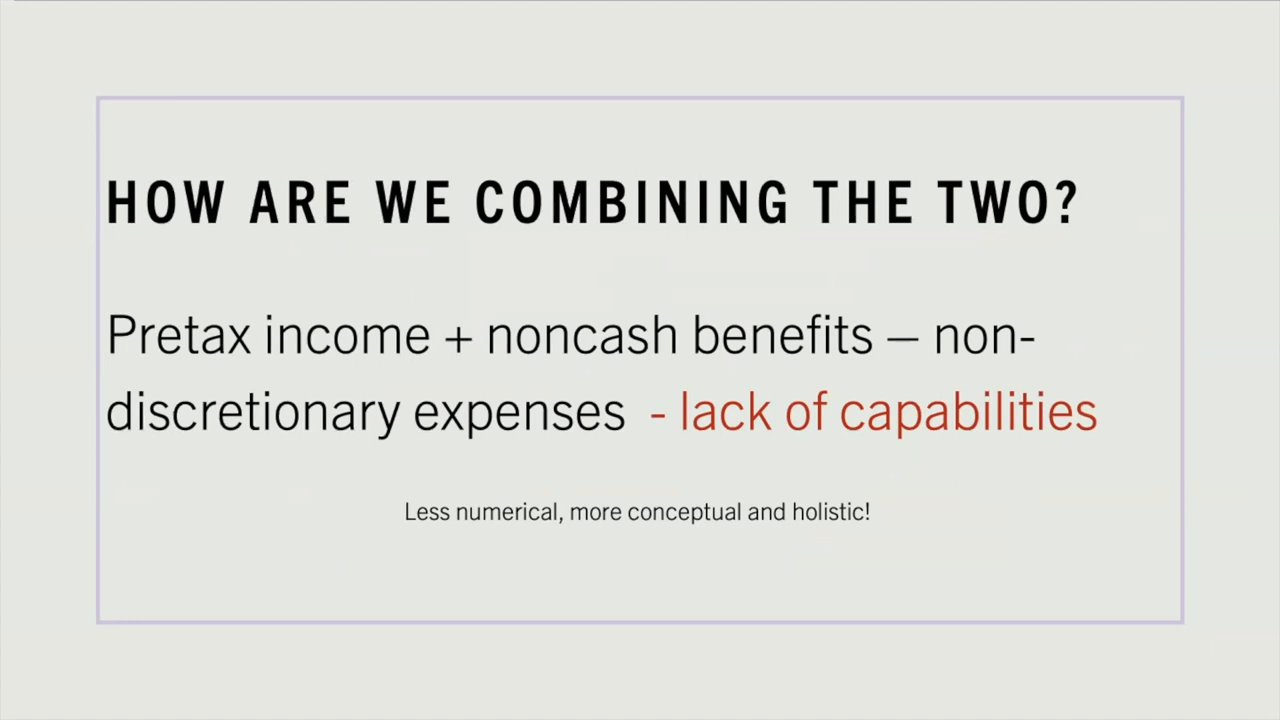 HOW ARE WE COMBINING THE TWO?
Pretax income + noncash benefits – non-
discretionary expenses  - lack of capabilities
Less numerical, more conceptual and holistic!